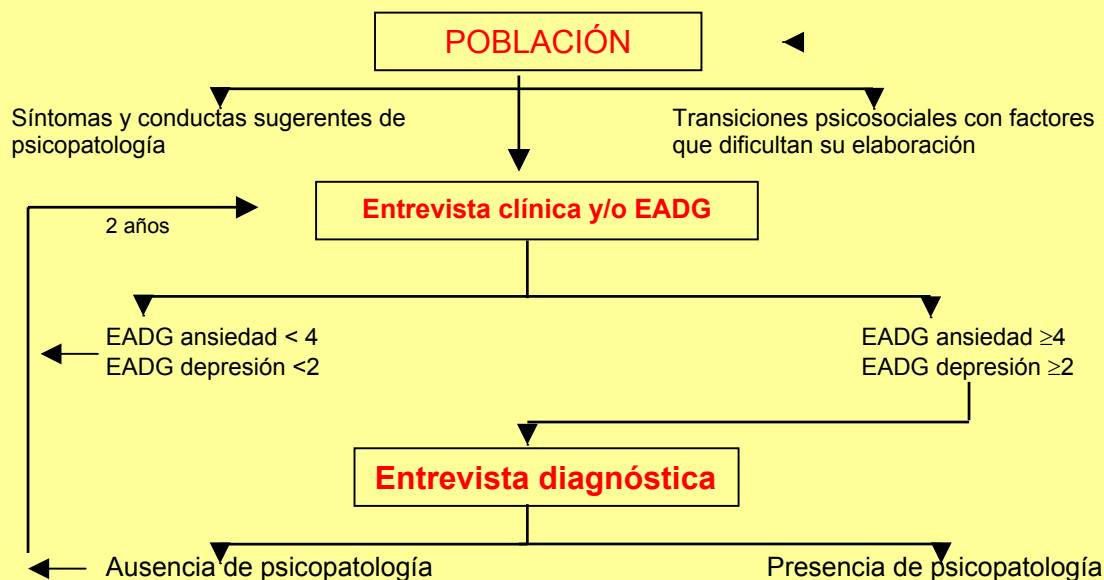 POBLACIÓN
Síntomas y conductas sugerentes de
psicopatología
Transiciones psicosociales con factores
que dificultan su elaboración
Entrevista clínica y/o EADG
2 años
EADG ansiedad < 4
EADG depresión <2
EADG ansiedad ≥4
EADG depresión ≥2
Entrevista diagnóstica
Ausencia de psicopatología
Presencia de psicopatología